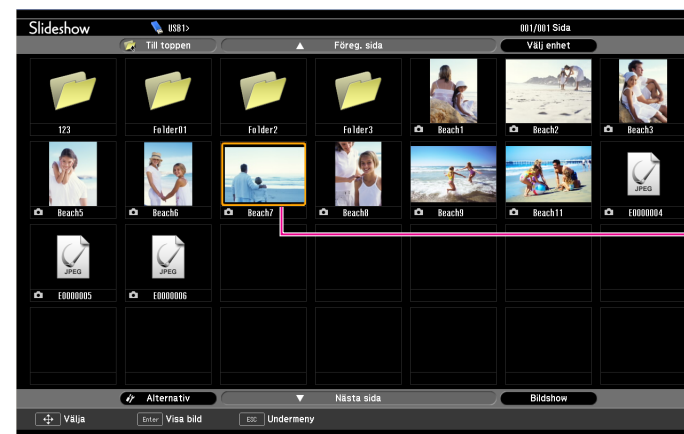 Slideshow USB1> 001/001 Sida
Till toppen ▲ Föreg. sida Välj enhet
123 Folder01 Folder2 Folder3 Beach1 Beach2 Beach3
Beach5 Beach6 Beach7 Beach8 Beach9 Beach11 JPEG E0000004
JPEG E0000005 JPEG E0000006
Alternativ ▼ Nästa sida Bildshow
Välja Enter Visa bild ESC Undermeny